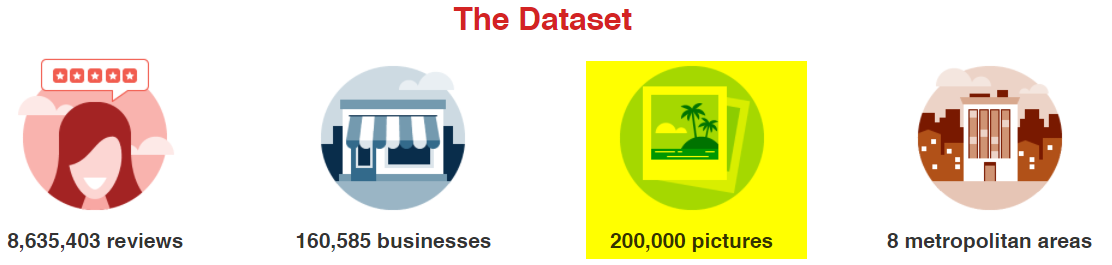 The Dataset
8,635,403 reviews
160,585 businesses
200,000 pictures
8 metropolitan areas